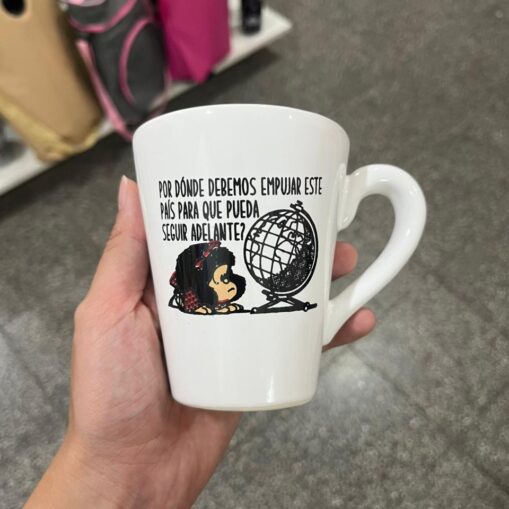 POR DÓNDE DEBEMOS EMPUJAR ESTE
PAÍS PARA QUE PUEDA
SEGUIR ADELANTE?